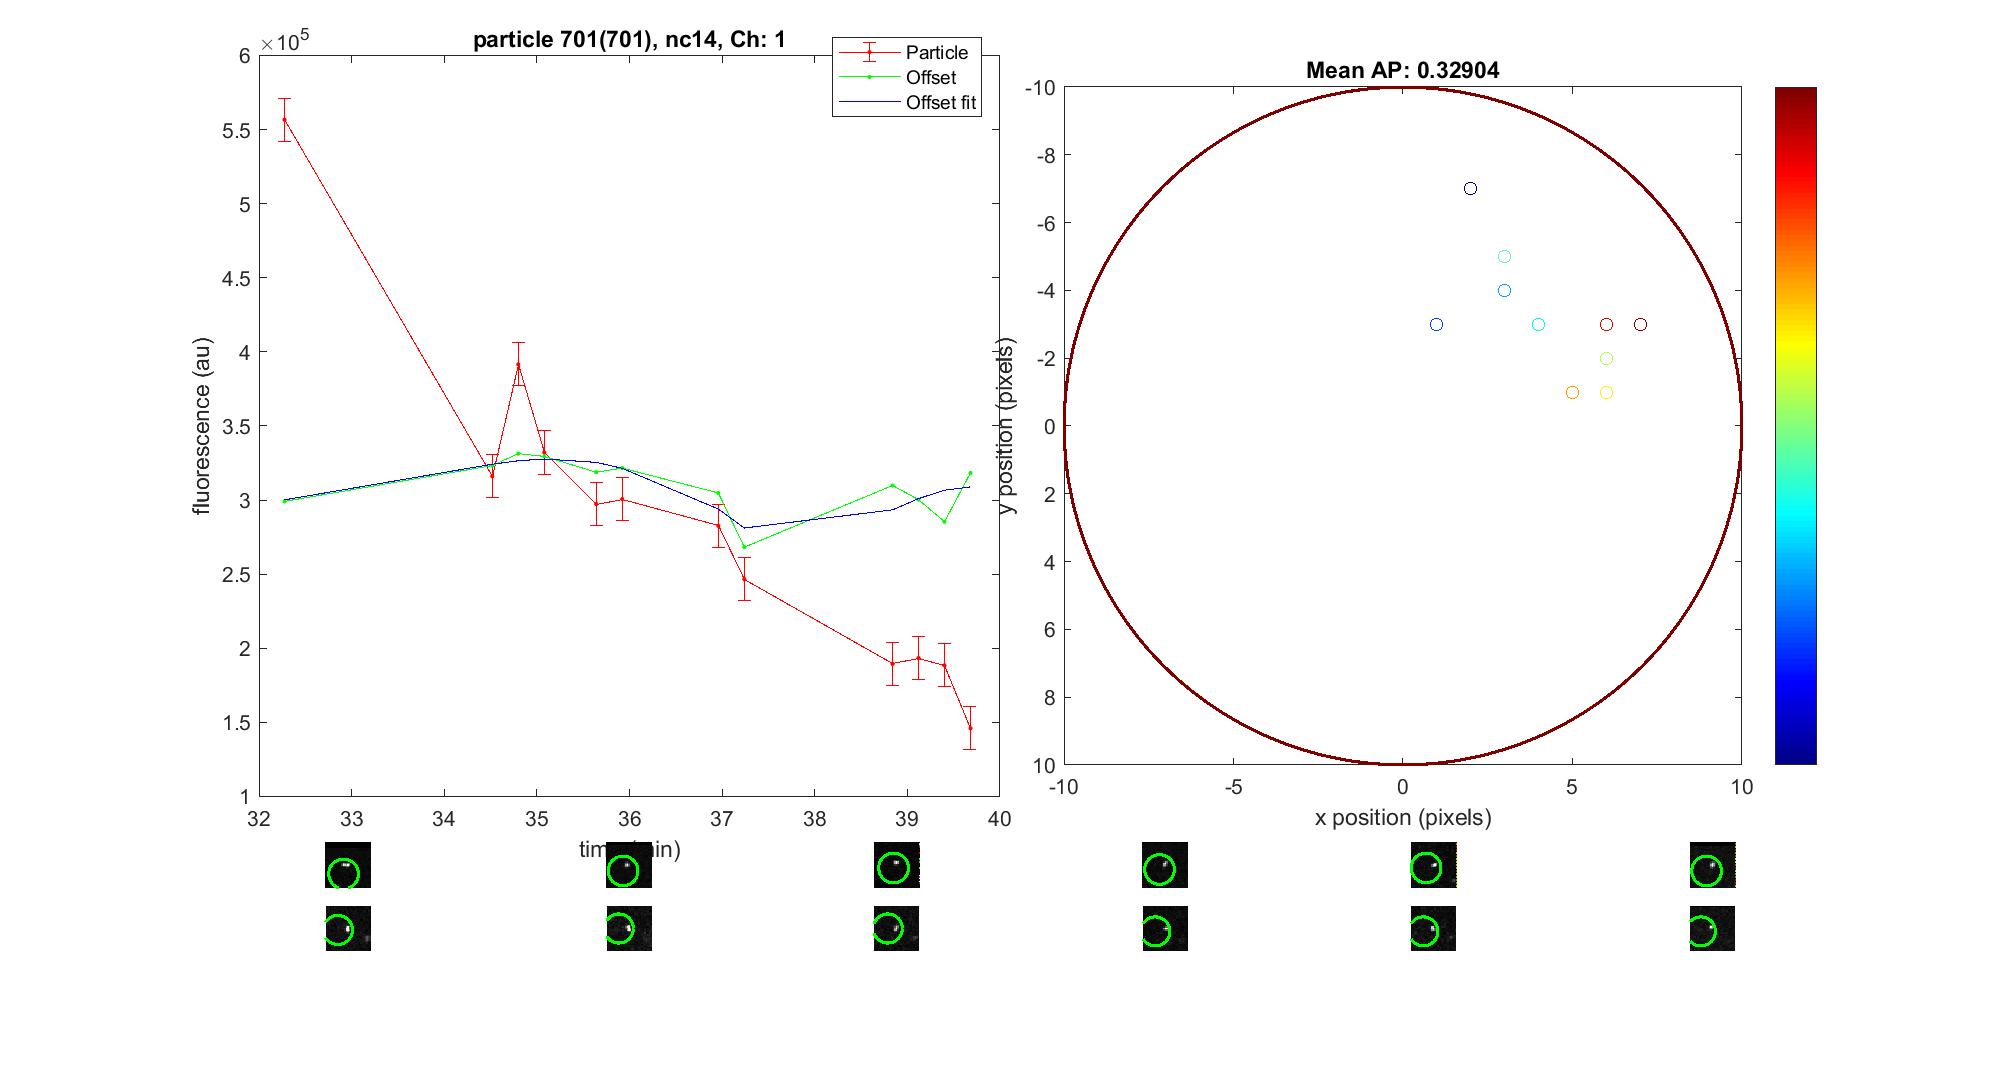 particle 701(701), nc14, Ch: 1
×10^5
Particle
Offset
Offset fit
6
5.5
5
4.5
4
3.5
3
2.5
2
1.5
1
fluorescence (au)
32 33 34 35 36 37 38 39 40
Mean AP: 0.32904
-10
-8
-6
-4
-2
0
2
4
6
8
10
y position (pixels)
-10 -5 0 5 10
x position (pixels)